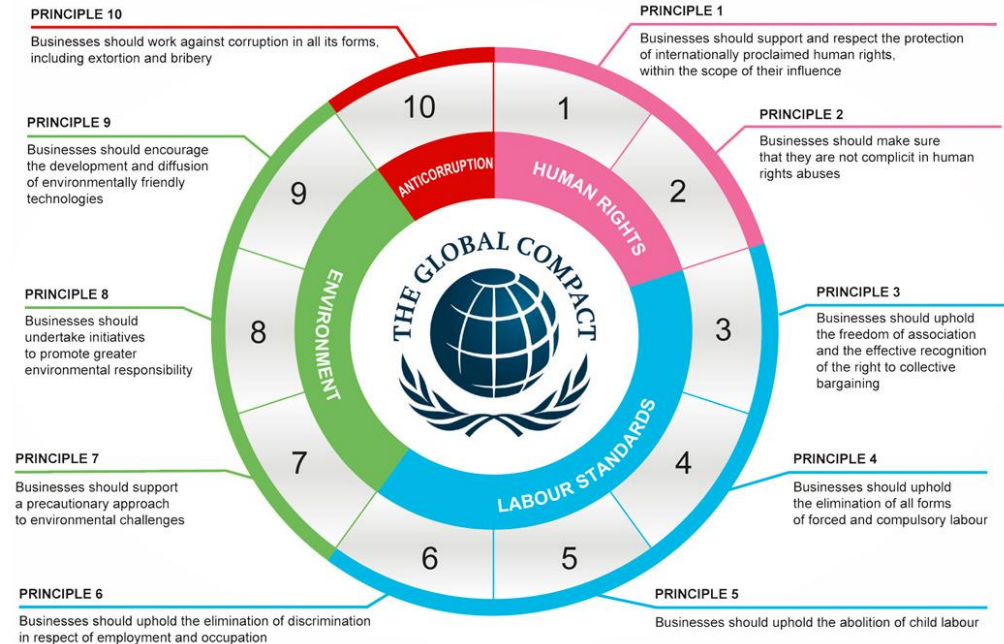 PRINCIPLE 10
Businesses should work against corruption in all its forms,
including extortion and bribery
PRINCIPLE 1
Businesses should support and respect the protection
of internationally proclaimed human rights,
within the scope of their influence
PRINCIPLE 9
Businesses should encourage
the development and diffusion
of environmentally friendly
technologies
PRINCIPLE 2
Businesses should make sure
that they are not complicit in human
rights abuses
PRINCIPLE 8
Businesses should
undertake initiatives
to promote greater
environmental responsibility
PRINCIPLE 3
Businesses should uphold
the freedom of association
and the effective recognition
of the right to collective
bargaining
PRINCIPLE 7
Businesses should support
a precautionary approach
to environmental challenges
PRINCIPLE 4
Businesses should uphold
the elimination of all forms
of forced and compulsory labour
PRINCIPLE 6
Businesses should uphold the elimination of discrimination
in respect of employment and occupation
PRINCIPLE 5
Businesses should uphold the abolition of child labour
10
1
9
2
8
3
7
4
6
5
ANTICORRUPTION
HUMAN RIGHTS
ENVIRONMENT
LABOUR STANDARDS
THE GLOBAL COMPACT